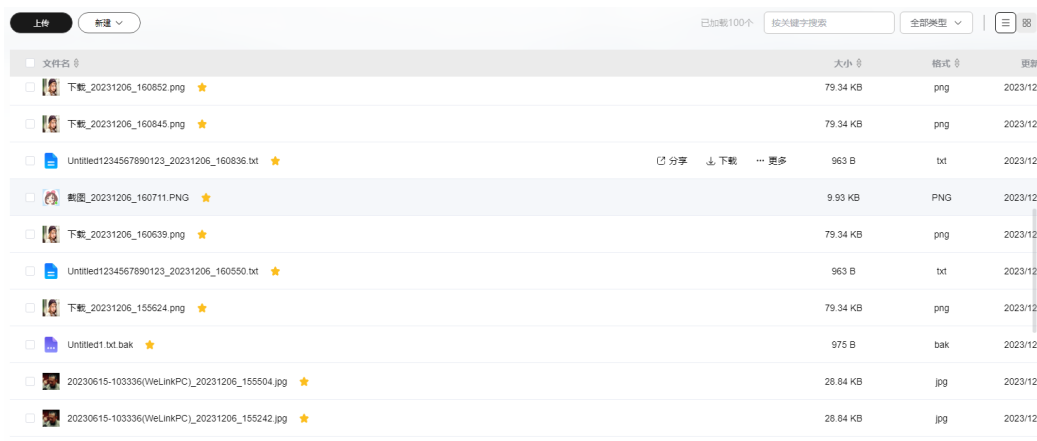 上传 新建 已加载100个 按关键字搜索 全部类型
文件名 大小 格式
下载_20231206_160852.png 79.34 KB png 2023/12
下载_20231206_160845.png 79.34 KB png 2023/12
Untitled1234567890123_20231206_160836.txt 分享 下载 ··· 更多 963 B txt 2023/12
截图_20231206_160711.PNG 9.93 KB PNG 2023/12
下载_20231206_160639.png 79.34 KB png 2023/12
Untitled1234567890123_20231206_160550.txt 963 B txt 2023/12
下载_20231206_155624.png 79.34 KB png 2023/12
Untitled1.txt.bak 975 B bak 2023/12
20230615-103336(WeLinkPC)_20231206_155504.jpg 28.84 KB jpg 2023/12
20230615-103336(WeLinkPC)_20231206_155242.jpg 28.84 KB jpg 2023/12